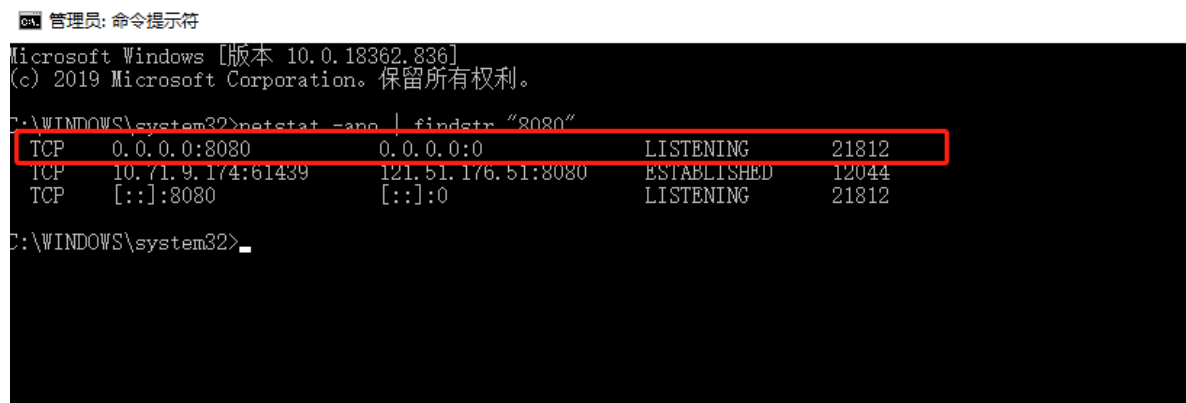 管理员: 命令提示符
Microsoft Windows [版本 10.0.18362.836]
(c) 2019 Microsoft Corporation。保留所有权利。
C:\WINDOWS\system32>netstat -ano | findstr "8080"
TCP 0.0.0.0:8080 0.0.0.0:0 LISTENING 21812
TCP 10.71.9.174:61439 121.51.176.51:8080 ESTABLISHED 12044
TCP [::]:8080 [::]:0 LISTENING 21812
C:\WINDOWS\system32>